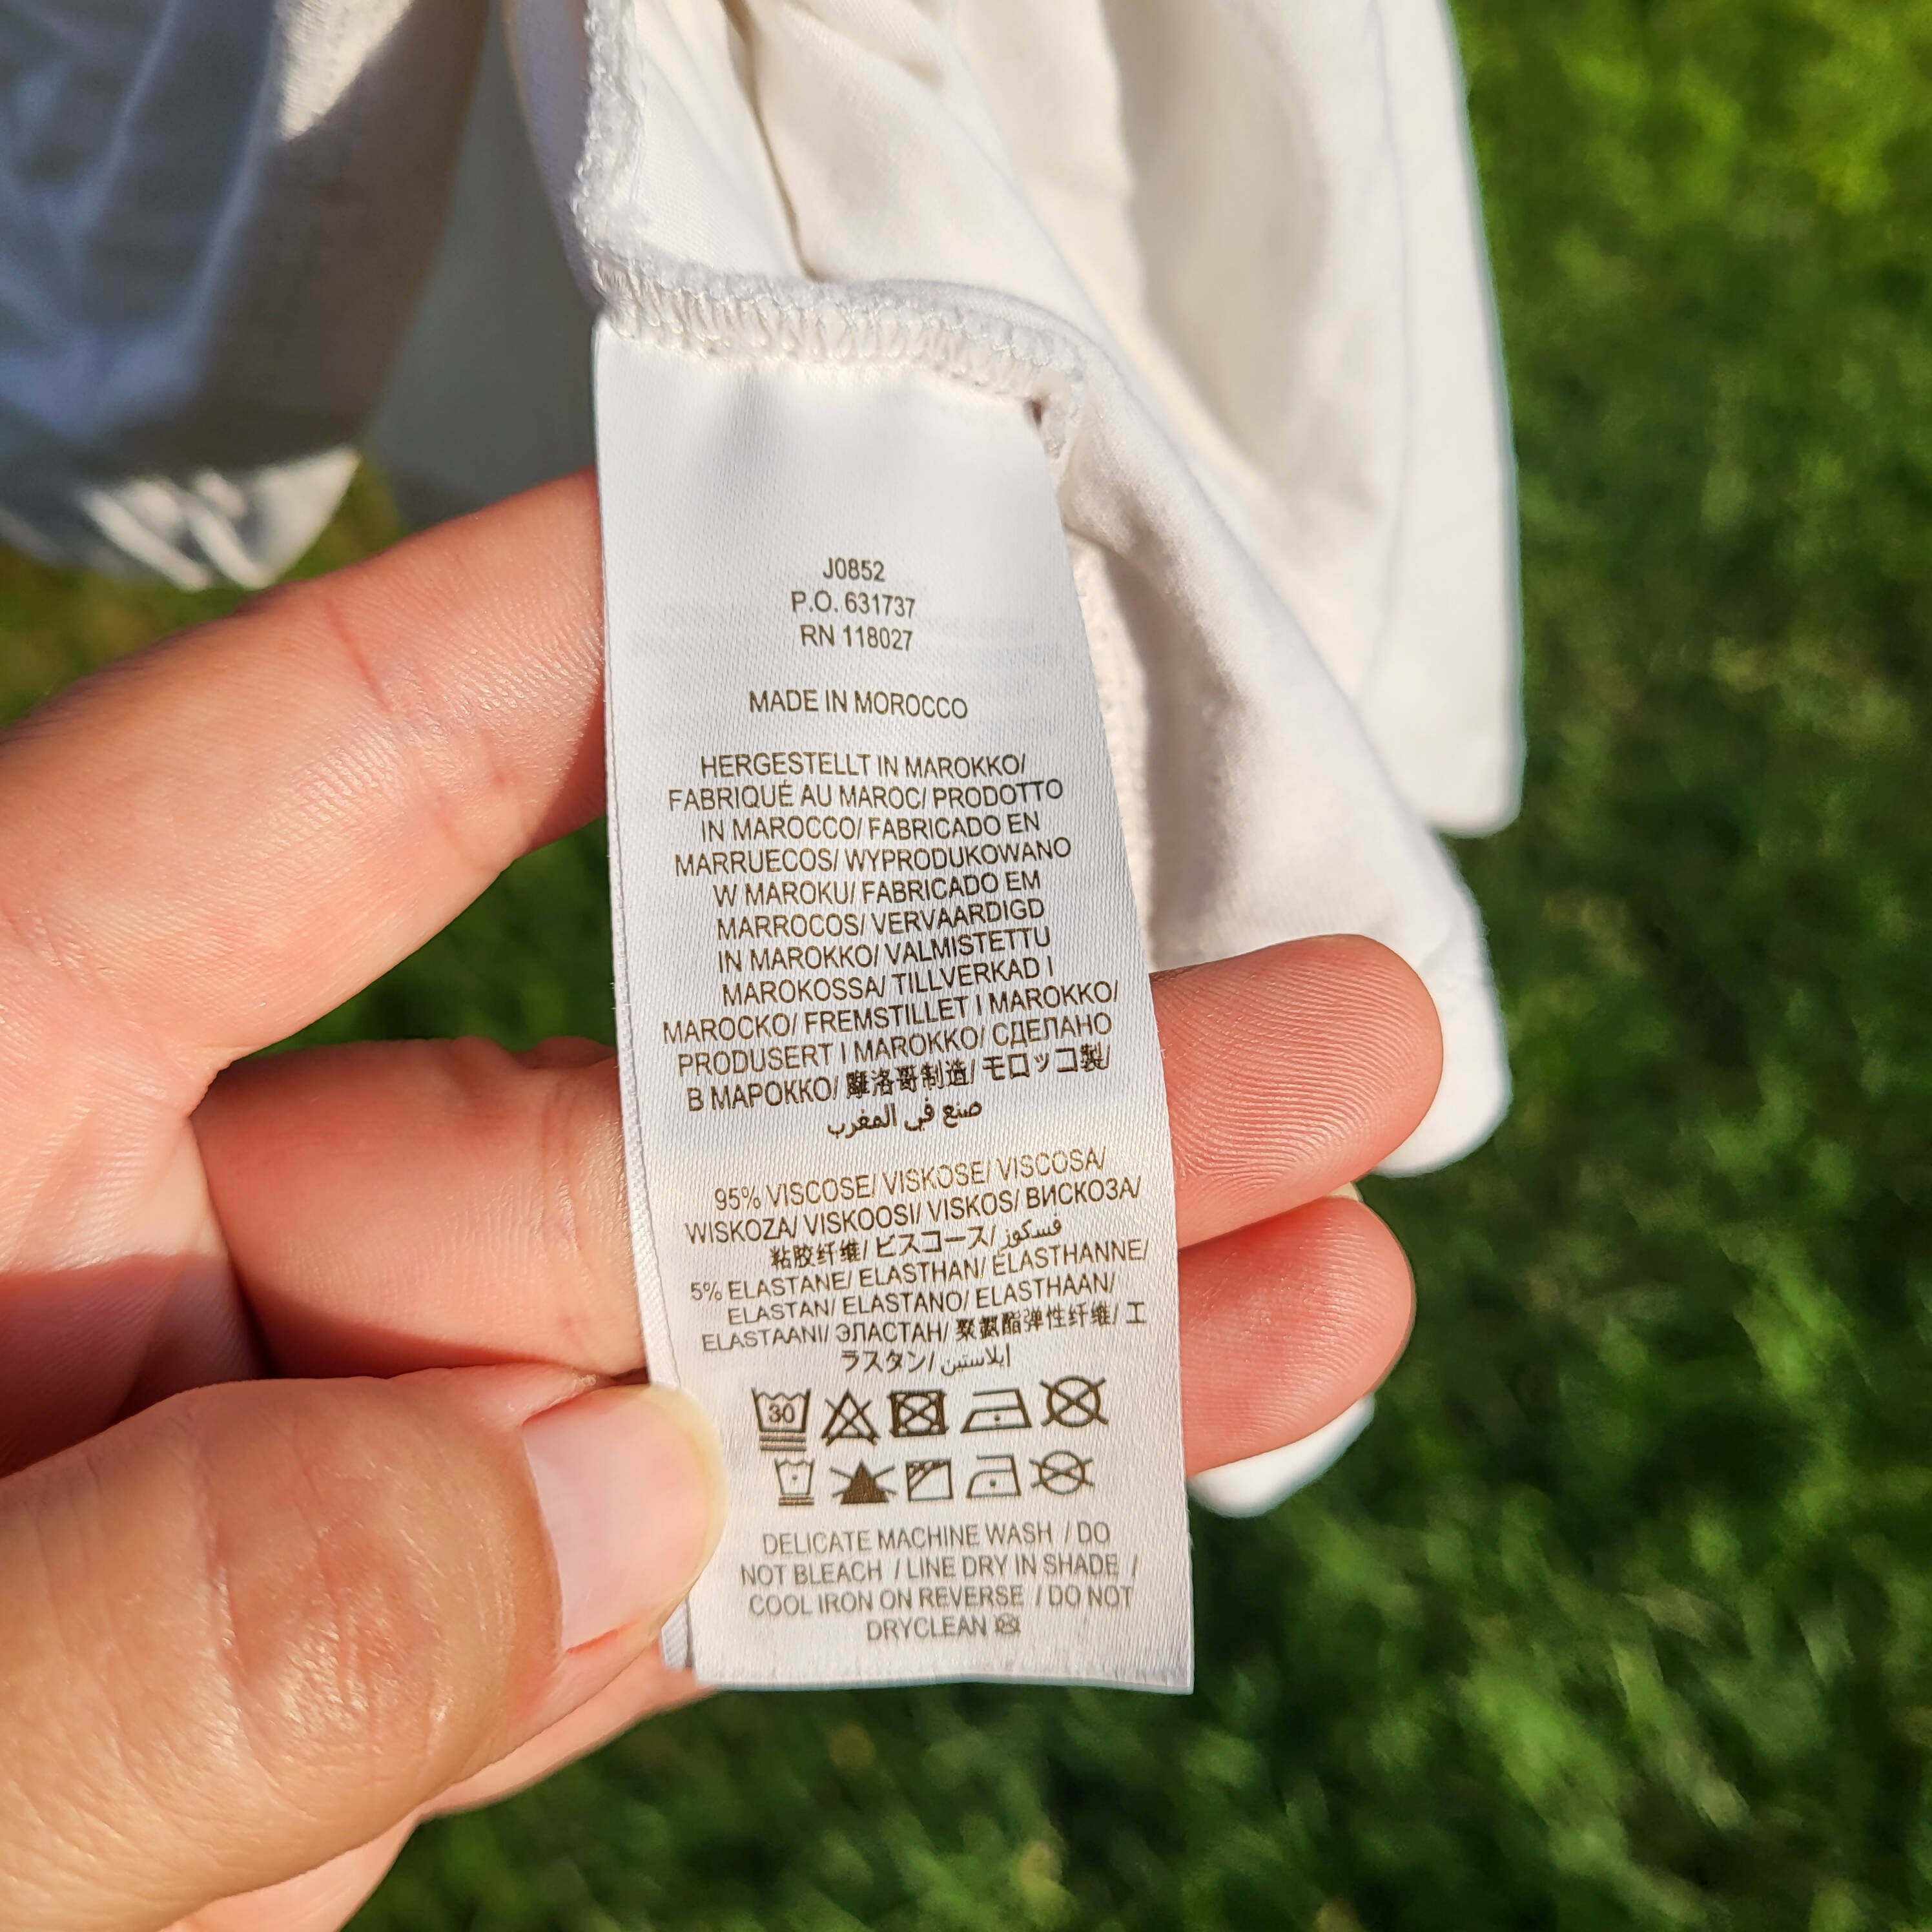 J0852
P.O. 631737
RN 118027
MADE IN MOROCCO
HERGESTELLT IN MAROKKO/
FABRIQUÉ AU MAROC/ PRODOTTO
IN MAROCCO/ FABRICADO EN
MARRUECOS/ WYPRODUKOWANO
W MAROKU/ FABRICADO EM
MARROCOS/ VERVAARDIGD
IN MAROKKO/ VALMISTETTU
MAROKOSSA/ TILLVERKAD I
MAROCKO/ FREMSTILLET I MAROKKO/
PRODUSERT I MAROKKO/ СДЕЛАНО
В МАРОККО/ 摩洛哥制造/ モロッコ製/
صنع في المغرب
95% VISCOSE/ VISKOSE/ VISCOSA/
WISKOZA/ VISKOOSI/ VISKOS/ ВИСКОЗА/
粘胶纤维/ ビスコース/ فسكوز
5% ELASTANE/ ELASTHAN/ ÉLASTHANNE/
ELASTAN/ ELASTANO/ ELASTHAAN/
ELASTAANI/ ЭЛАСТАН/ 聚氨酯弹性纤维/ エ
ラスタン/ إيلاستين
30
DELICATE MACHINE WASH / DO
NOT BLEACH / LINE DRY IN SHADE /
COOL IRON ON REVERSE / DO NOT
DRYCLEAN